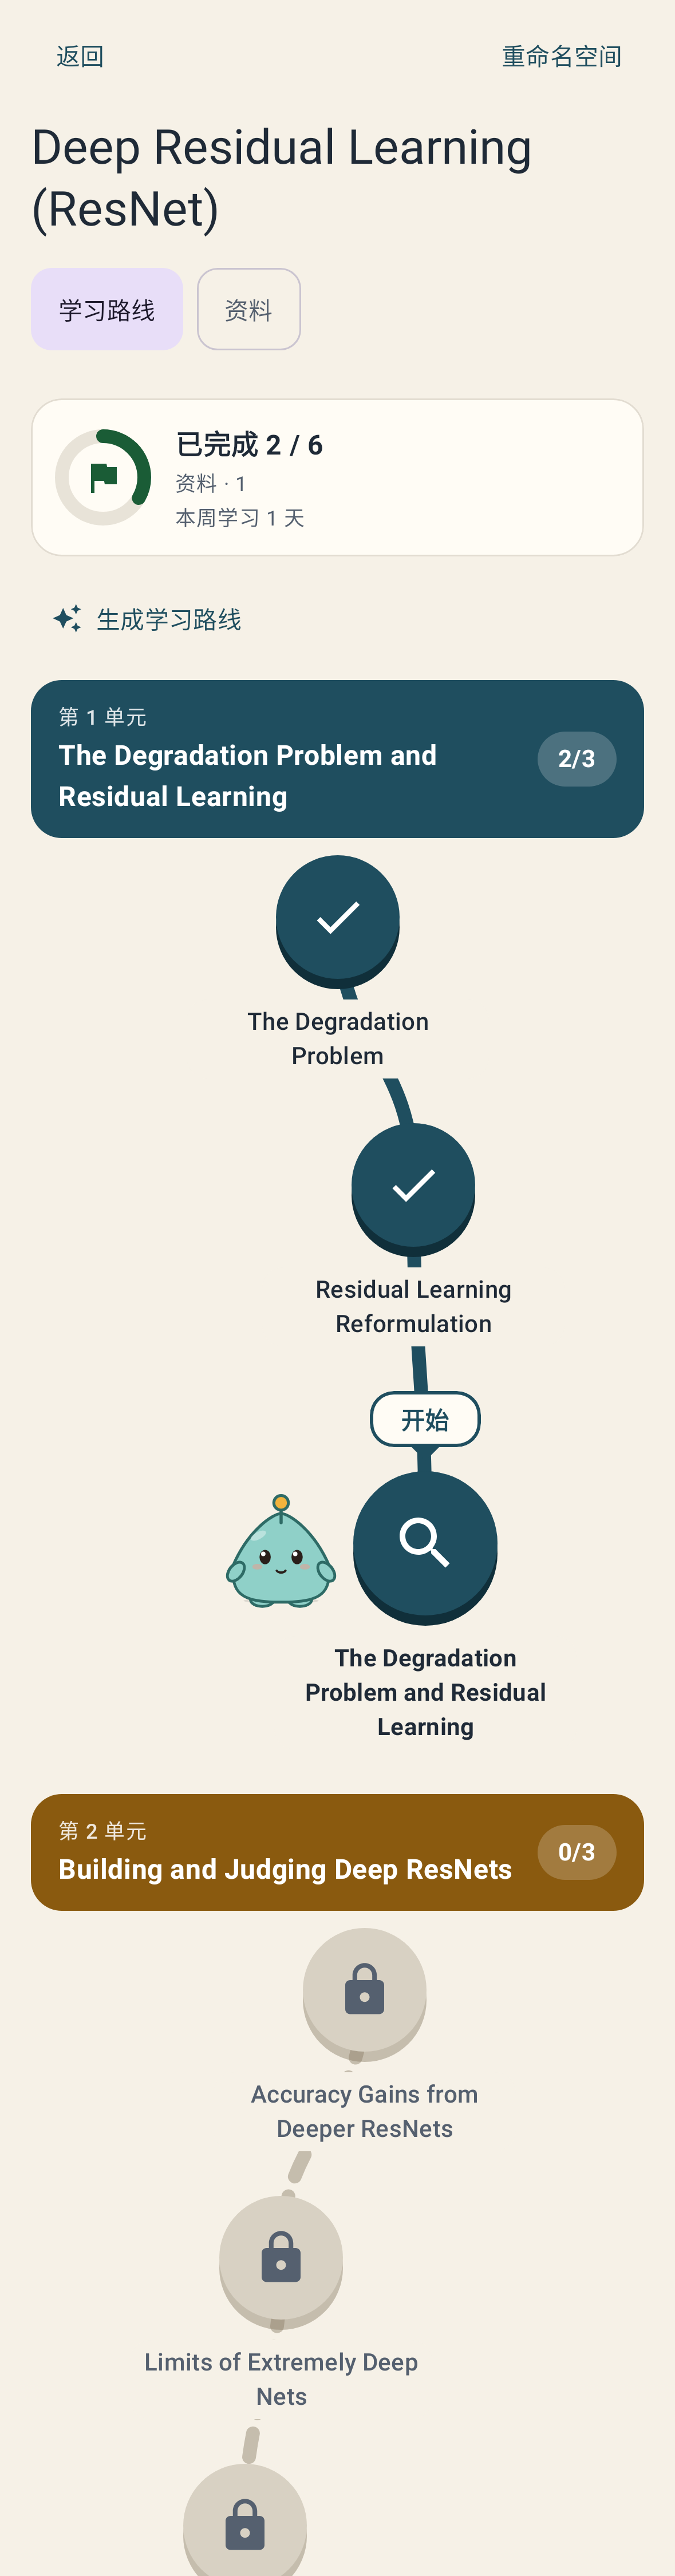 返回
重命名空间
Deep Residual Learning
(ResNet)
学习路线
资料
已完成 2 / 6
资料 · 1
本周学习 1 天
生成学习路线
第 1 单元
The Degradation Problem and
Residual Learning
2/3
The Degradation
Problem
Residual Learning
Reformulation
开始
The Degradation
Problem and Residual
Learning
第 2 单元
Building and Judging Deep ResNets
0/3
Accuracy Gains from
Deeper ResNets
Limits of Extremely Deep
Nets